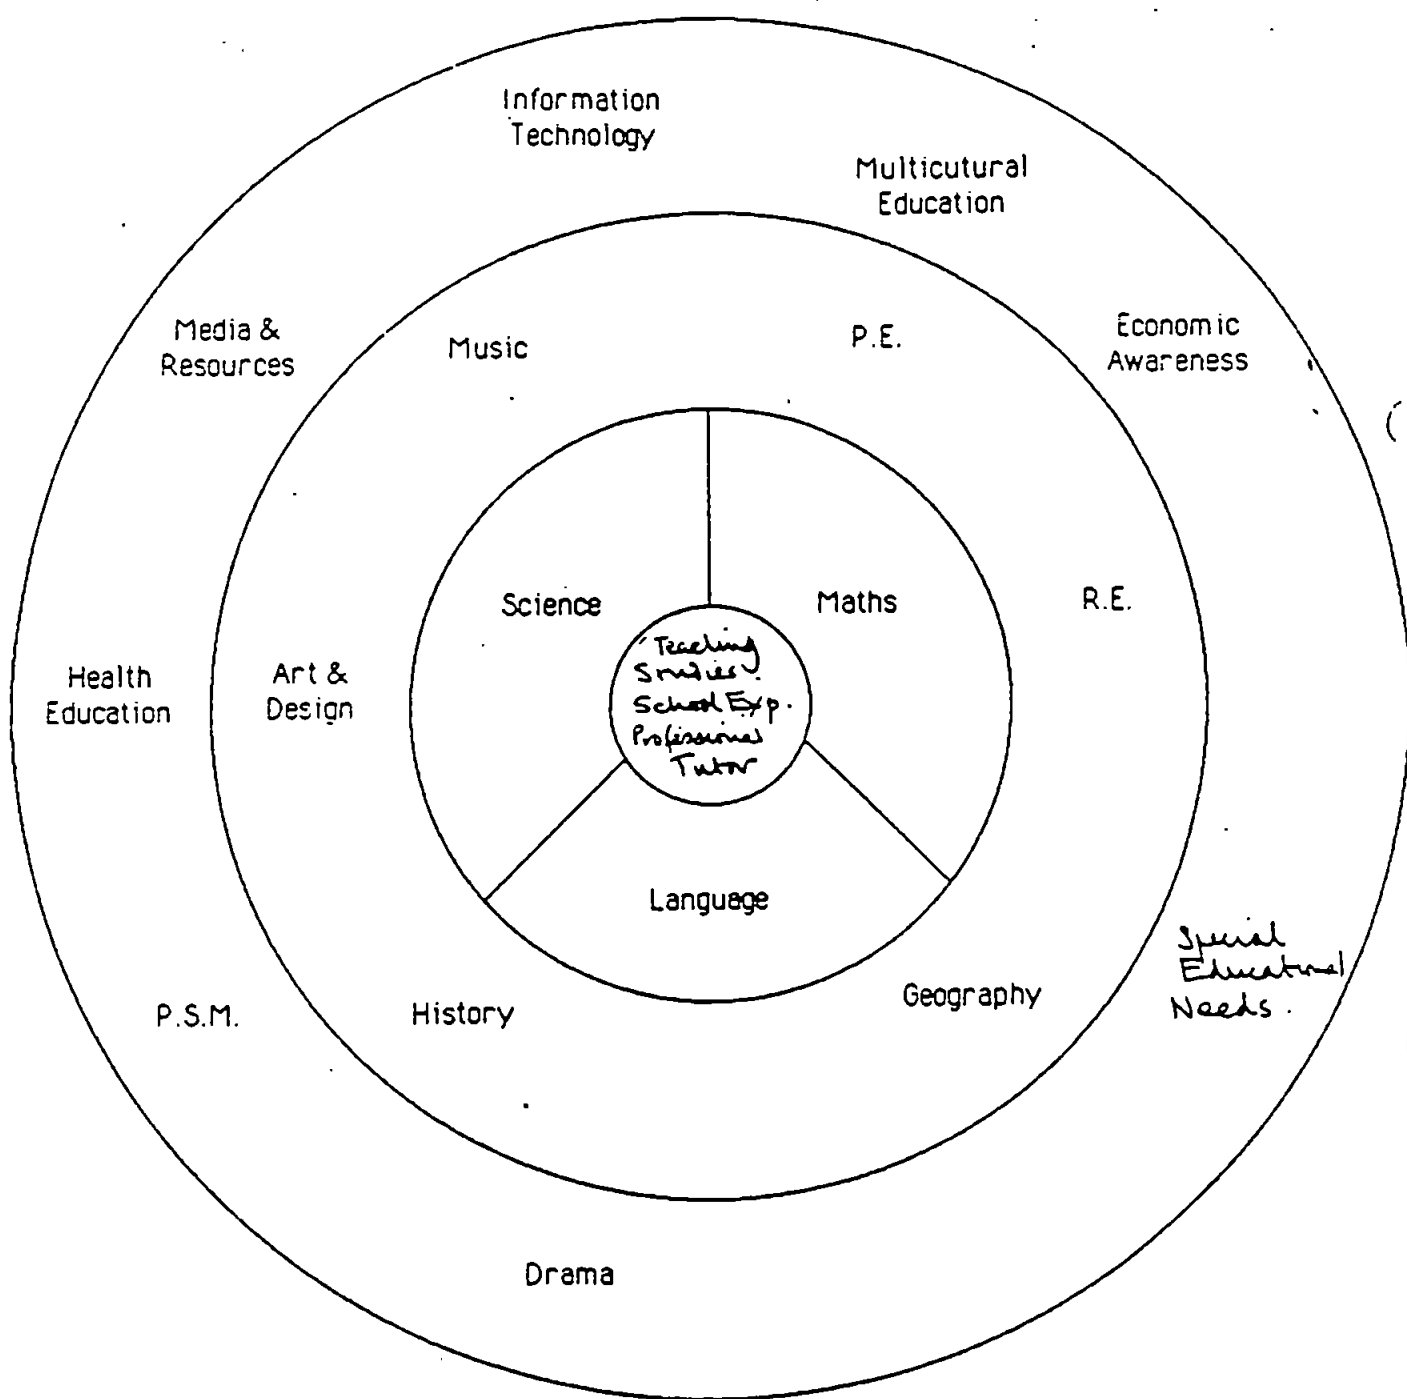 Information
Technology
Multicutural
Education
Media &
Resources
Music
P.E.
Economic
Awareness
Science
Maths
R.E.
Teaching
Studies.
School Exp.
Professional
Tutor
Health
Education
Art &
Design
Language
Special
Educational
Needs.
P.S.M.
History
Geography
Drama